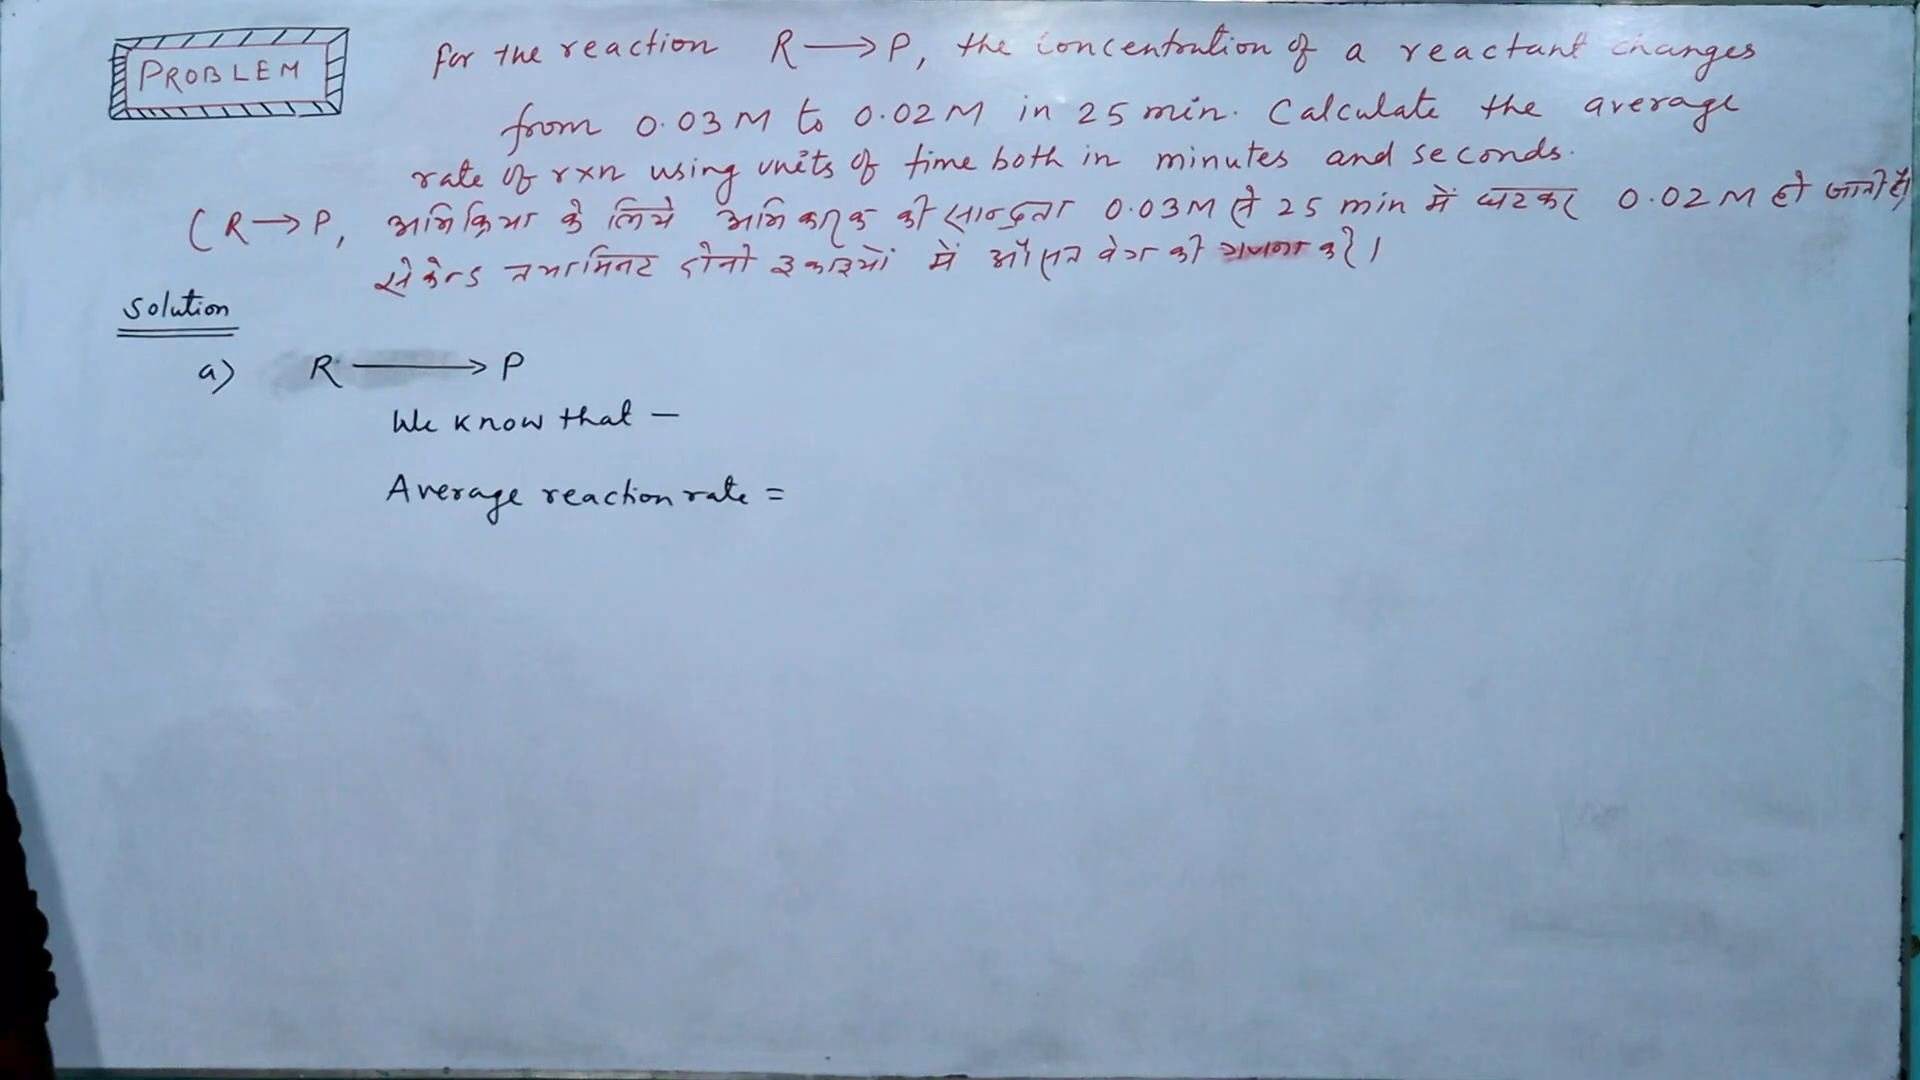 PROBLEM
For the reaction R → P, the concentration of a reactant changes
from 0.03 M to 0.02 M in 25 min. Calculate the average
rate of rxn using units of time both in minutes and seconds.
( R → P, अभिक्रिया के लिये अभिकारक की सान्द्रता 0.03 M से 25 min में घटकर 0.02 M हो जाती है।
सेकेन्ड तथा मिनट दोनो इकाइयों में औसत वेग की गणना करे।
Solution
a) R → P
We know that —
Average reaction rate =